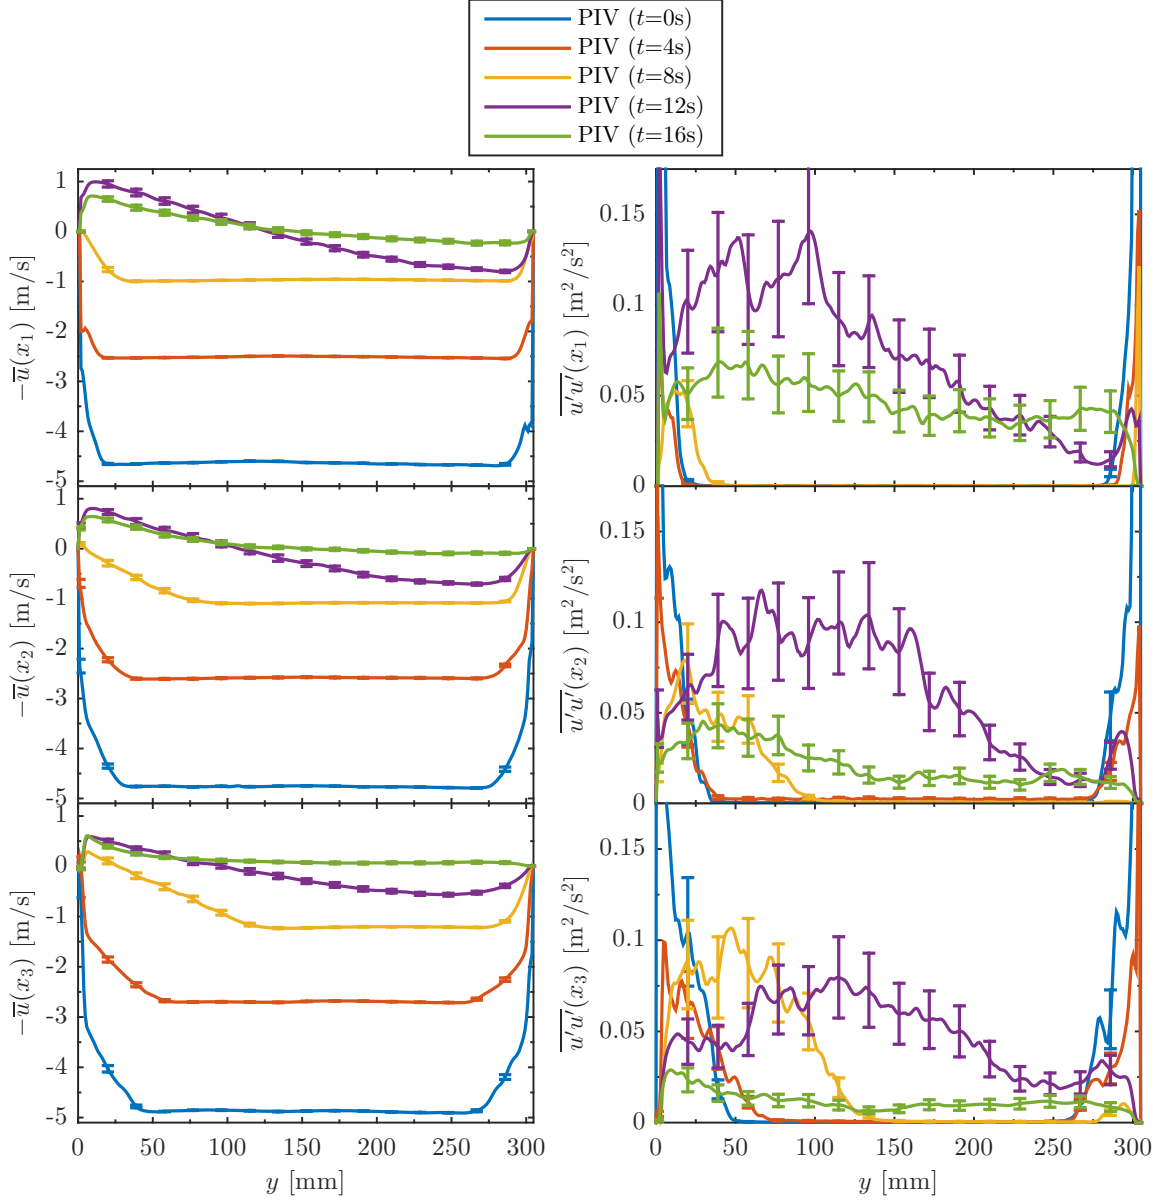 PIV (t=0s)
PIV (t=4s)
PIV (t=8s)
PIV (t=12s)
PIV (t=16s)
1
0
-1
-2
-3
-4
-5
−u̅(x₁) [m/s]
0.15
0.1
0.05
0
u′u′(x₁) [m²/s²]
1
0
-1
-2
-3
-4
-5
−u̅(x₂) [m/s]
0.15
0.1
0.05
0
u′u′(x₂) [m²/s²]
1
0
-1
-2
-3
-4
-5
−u̅(x₃) [m/s]
0 50 100 150 200 250 300
y [mm]
0.15
0.1
0.05
0
u′u′(x₃) [m²/s²]
0 50 100 150 200 250 300
y [mm]